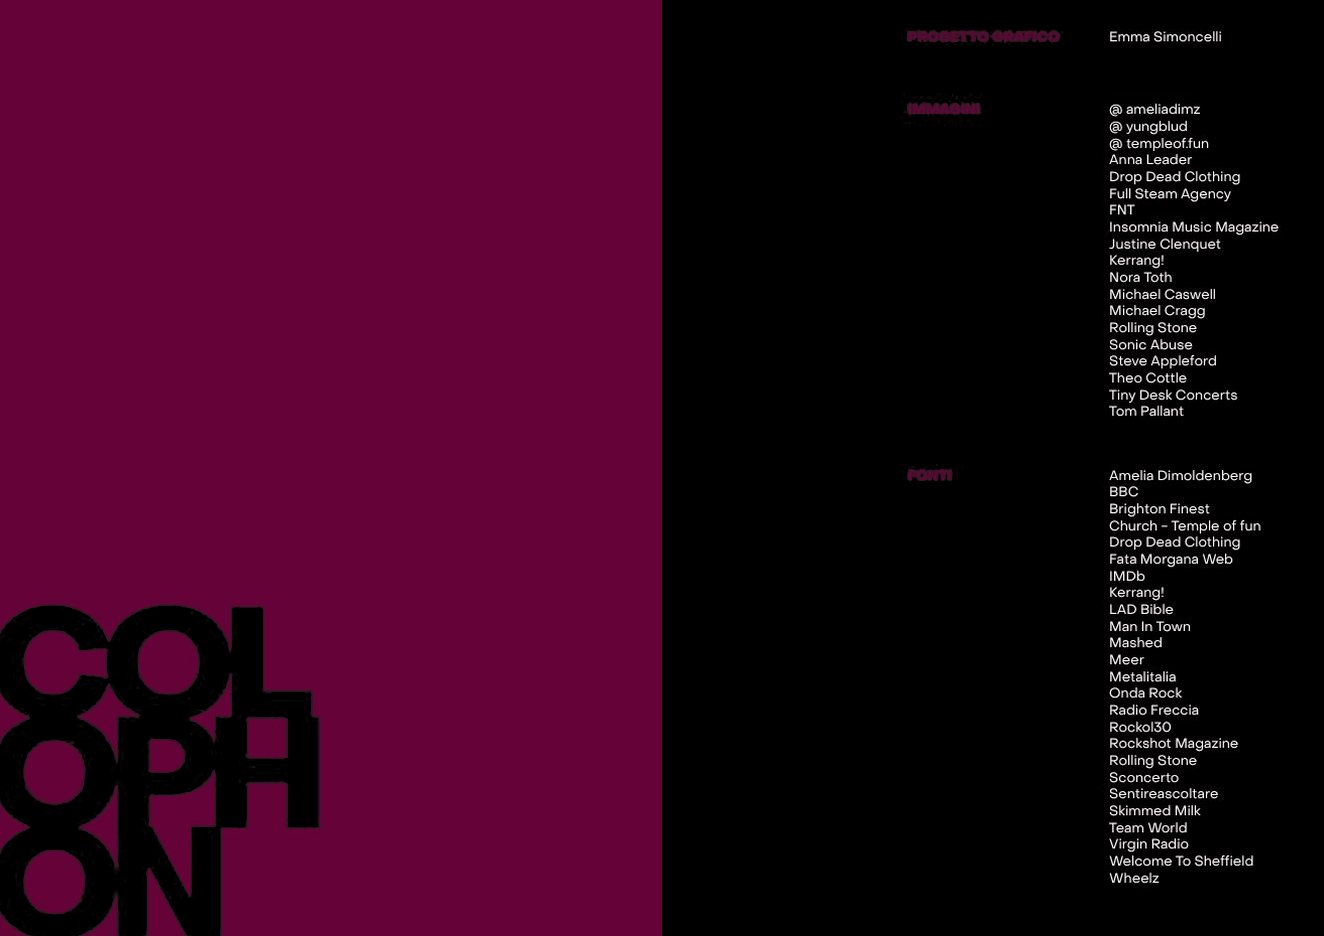 COL
OPH
ON
PROGETTO GRAFICO
Emma Simoncelli
IMMAGINI
@ ameliadimz
@ yungblud
@ templeof.fun
Anna Leader
Drop Dead Clothing
Full Steam Agency
FNT
Insomnia Music Magazine
Justine Clenquet
Kerrang!
Nora Toth
Michael Caswell
Michael Cragg
Rolling Stone
Sonic Abuse
Steve Appleford
Theo Cottle
Tiny Desk Concerts
Tom Pallant
FONTI
Amelia Dimoldenberg
BBC
Brighton Finest
Church - Temple of fun
Drop Dead Clothing
Fata Morgana Web
IMDb
Kerrang!
LAD Bible
Man In Town
Mashed
Meer
Metalitalia
Onda Rock
Radio Freccia
Rockol30
Rockshot Magazine
Rolling Stone
Sconcerto
Sentireascoltare
Skimmed Milk
Team World
Virgin Radio
Welcome To Sheffield
Wheelz